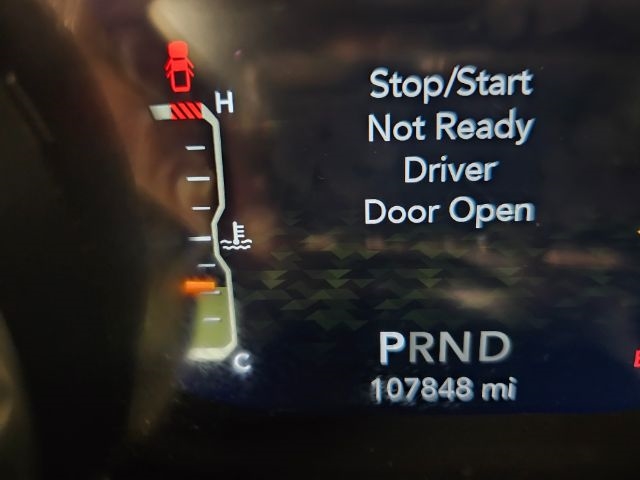 H
Stop/Start
Not Ready
Driver
Door Open
C
PRND
107848 mi